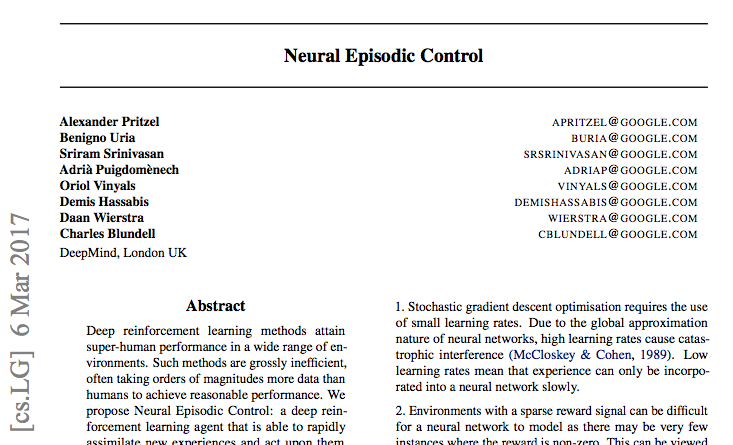 Neural Episodic Control
Alexander Pritzel APRITZEL@GOOGLE.COM
Benigno Uria BURIA@GOOGLE.COM
Sriram Srinivasan SRSRINIVASAN@GOOGLE.COM
Adrià Puigdomènech ADRIAP@GOOGLE.COM
Oriol Vinyals VINYALS@GOOGLE.COM
Demis Hassabis DEMISHASSABIS@GOOGLE.COM
Daan Wierstra WIERSTRA@GOOGLE.COM
Charles Blundell CBLUNDELL@GOOGLE.COM
DeepMind, London UK
[cs.LG] 6 Mar 2017
Abstract
Deep reinforcement learning methods attain
super-human performance in a wide range of en-
vironments. Such methods are grossly inefficient,
often taking orders of magnitudes more data than
humans to achieve reasonable performance. We
propose Neural Episodic Control: a deep rein-
forcement learning agent that is able to rapidly
assimilate new experiences and act upon them.
1. Stochastic gradient descent optimisation requires the use
of small learning rates. Due to the global approximation
nature of neural networks, high learning rates cause catas-
trophic interference (McCloskey & Cohen, 1989). Low
learning rates mean that experience can only be incorpo-
rated into a neural network slowly.
2. Environments with a sparse reward signal can be difficult
for a neural network to model as there may be very few
instances where the reward is non-zero. This can be viewed